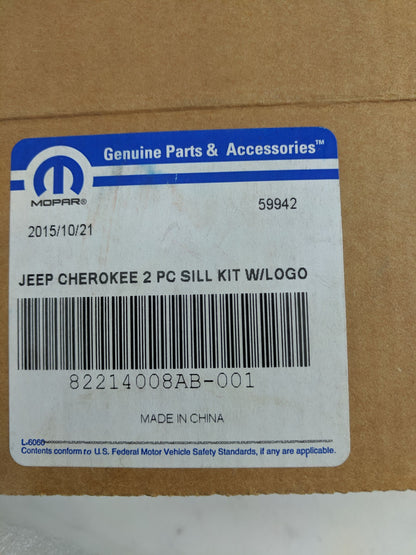 Genuine Parts & Accessories™
MOPAR®
59942
2015/10/21
JEEP CHEROKEE 2 PC SILL KIT W/LOGO
82214008AB-001
MADE IN CHINA
L-6060
Contents conform to U.S. Federal Motor Vehicle Safety Standards, if any are applicable.